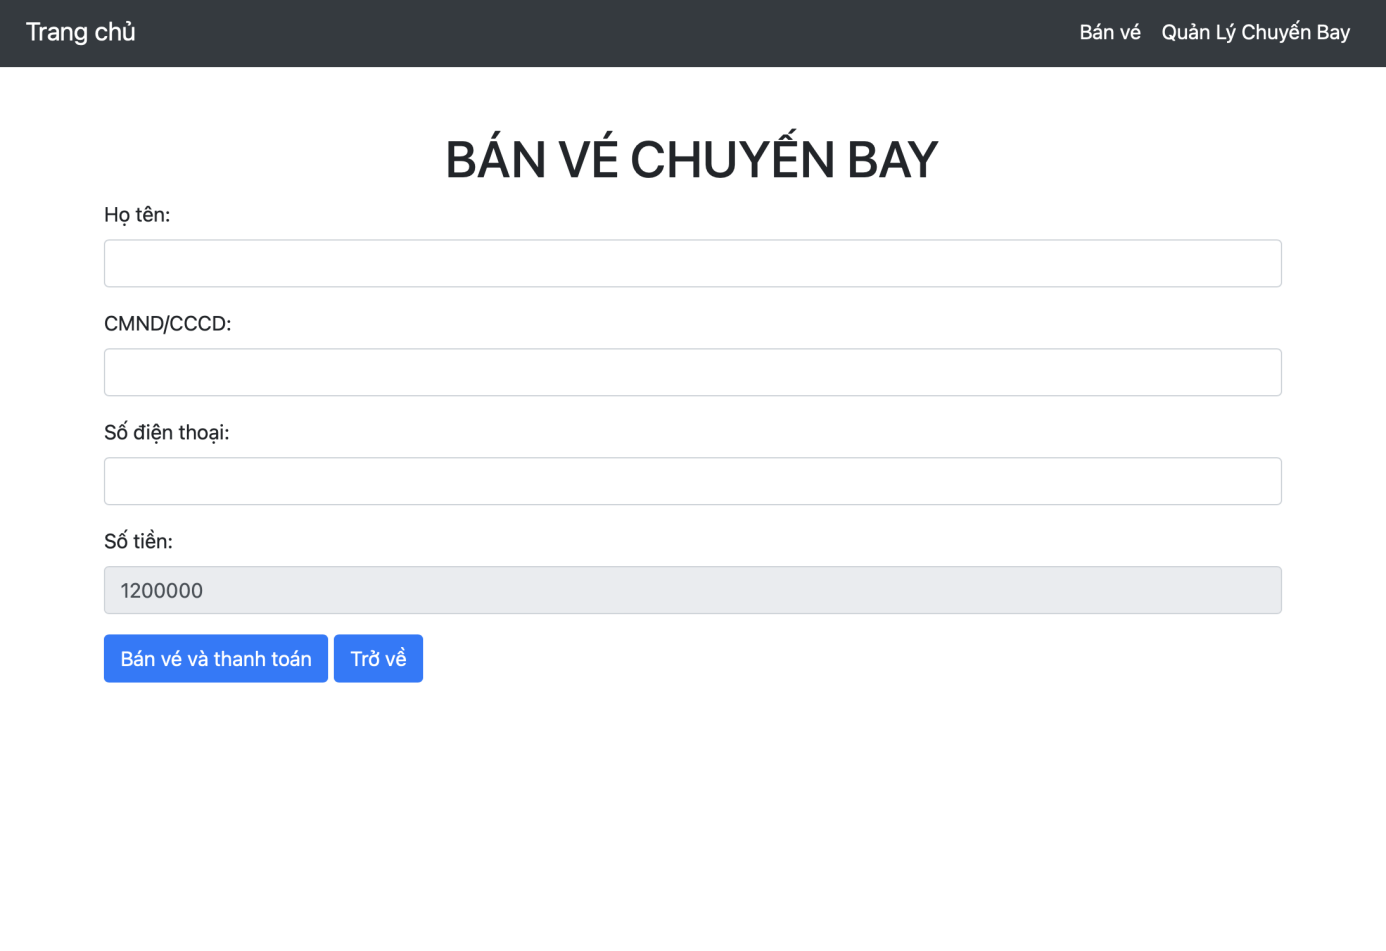 Trang chủ
Bán vé
Quản Lý Chuyến Bay
BÁN VÉ CHUYẾN BAY
Họ tên:
CMND/CCCD:
Số điện thoại:
Số tiền:
1200000
Bán vé và thanh toán
Trở về